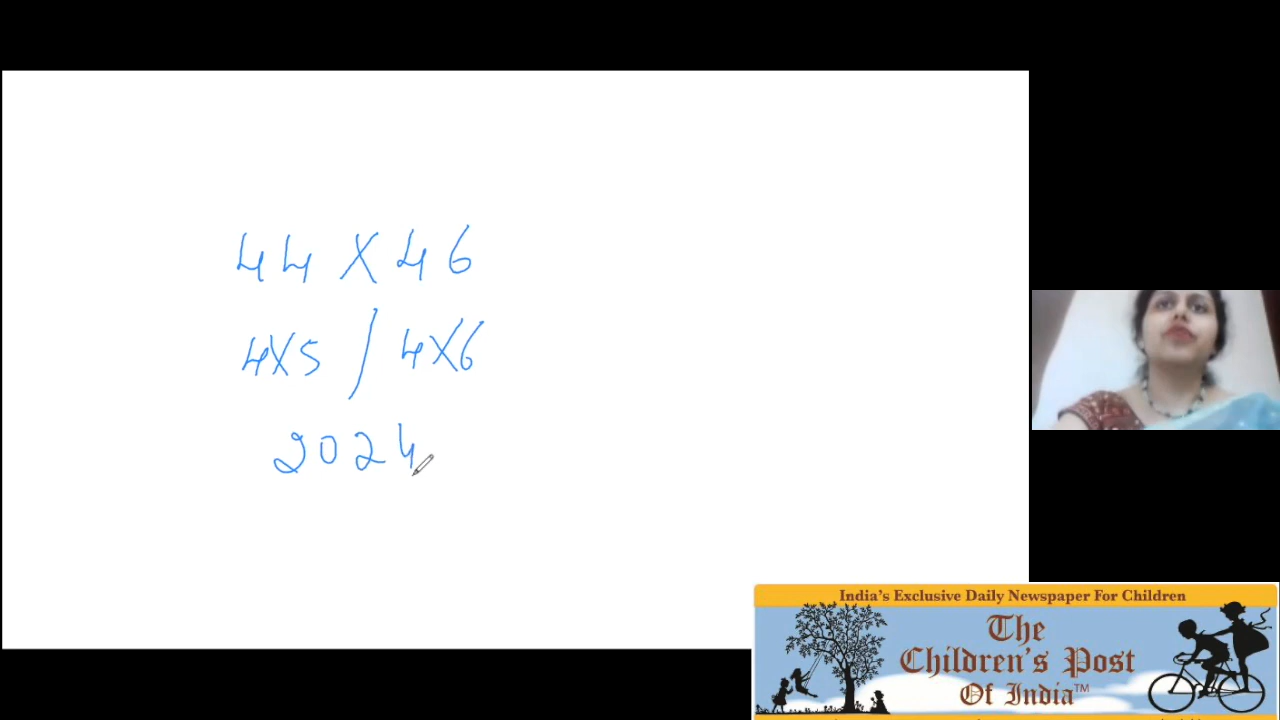 44 X 46
4X5 / 4X6
2024
India's Exclusive Daily Newspaper For Children
The
Children's Post
Of India™